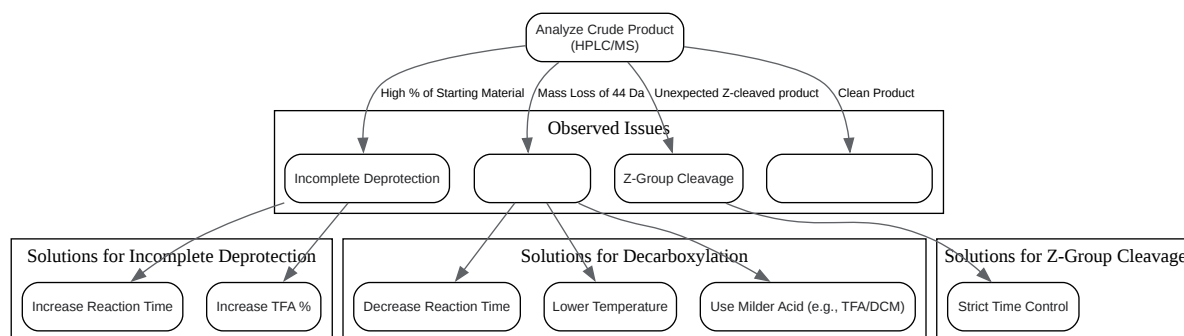 Analyze Crude Product
(HPLC/MS)
High % of Starting Material
Mass Loss of 44 Da
Unexpected Z-cleaved product
Clean Product
Observed Issues
Incomplete Deprotection
Z-Group Cleavage
Solutions for Incomplete Deprotection
Solutions for Decarboxylation
Solutions for Z-Group Cleavage
Increase Reaction Time
Increase TFA %
Decrease Reaction Time
Lower Temperature
Use Milder Acid (e.g., TFA/DCM)
Strict Time Control